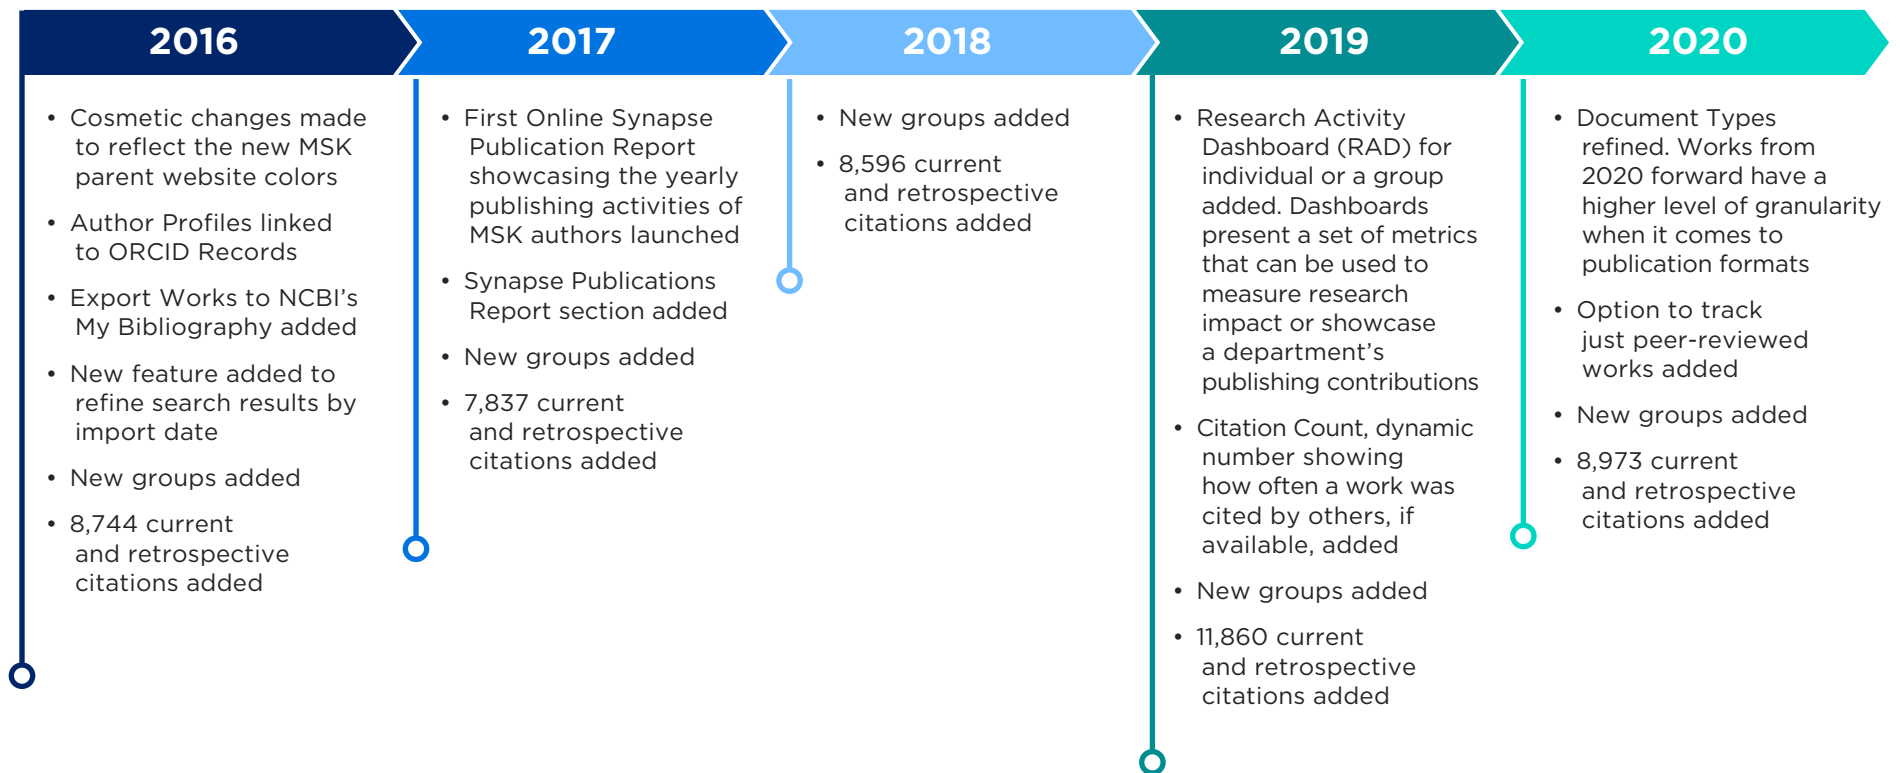 2016
2017
2018
2019
2020
• Cosmetic changes made
to reflect the new MSK
parent website colors
• Author Profiles linked
to ORCID Records
• Export Works to NCBI’s
My Bibliography added
• New feature added to
refine search results by
import date
• New groups added
• 8,744 current
and retrospective
citations added
• First Online Synapse
Publication Report
showcasing the yearly
publishing activities of
MSK authors launched
• Synapse Publications
Report section added
• New groups added
• 7,837 current
and retrospective
citations added
• New groups added
• 8,596 current
and retrospective
citations added
• Research Activity
Dashboard (RAD) for
individual or a group
added. Dashboards
present a set of metrics
that can be used to
measure research
impact or showcase
a department’s
publishing contributions
• Citation Count, dynamic
number showing
how often a work was
cited by others, if
available, added
• New groups added
• 11,860 current
and retrospective
citations added
• Document Types
refined. Works from
2020 forward have a
higher level of granularity
when it comes to
publication formats
• Option to track
just peer-reviewed
works added
• New groups added
• 8,973 current
and retrospective
citations added